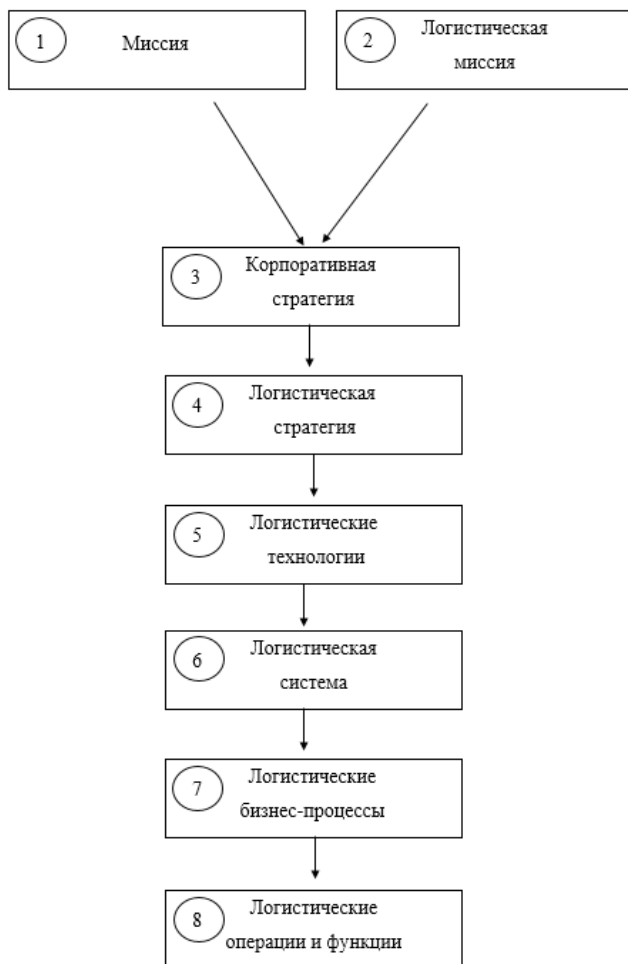 1
Миссия
2
Логистическая
миссия
3
Корпоративная
стратегия
4
Логистическая
стратегия
5
Логистические
технологии
6
Логистическая
система
7
Логистические
бизнес-процессы
8
Логистические
операции и функции